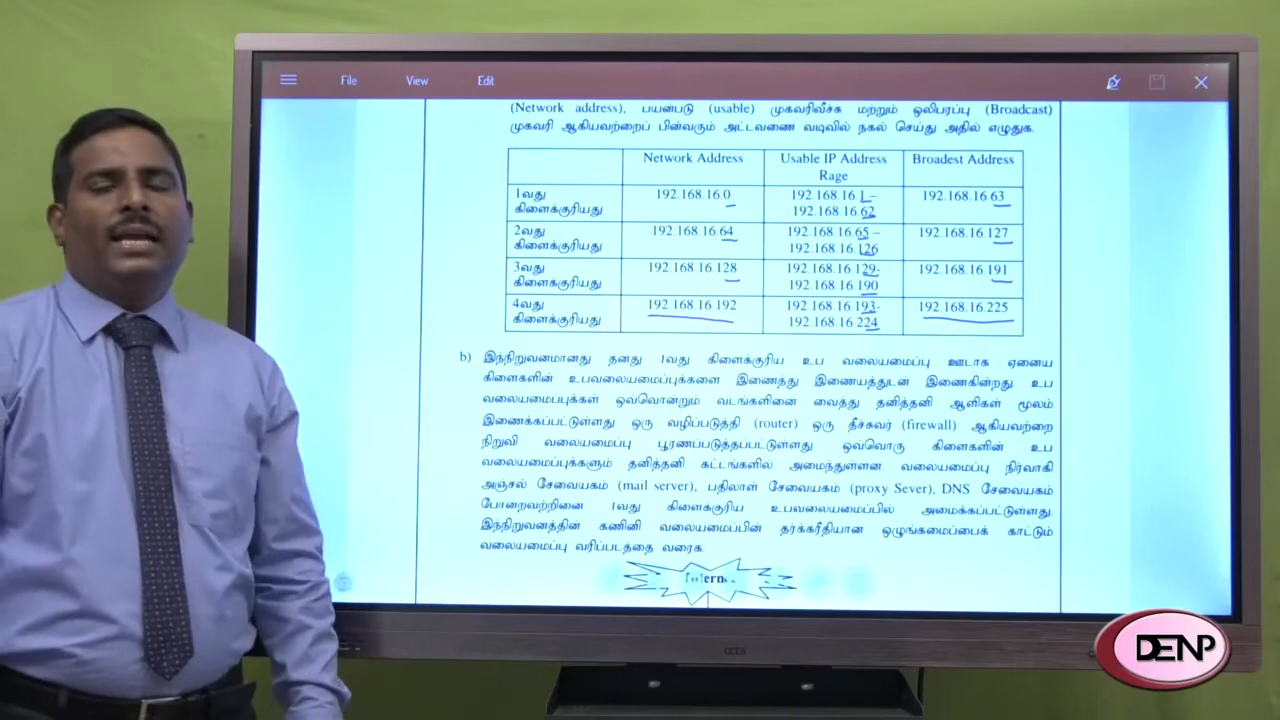 File View Edit
(Network address), பயன்படு (usable) முகவரிவீச்சு மற்றும் ஒலிபரப்பு (Broadcast)
முகவரி ஆகியவற்றைப் பின்வரும் அட்டவணை வடிவில் நகல் செய்து அதில் எழுதுக.
Network Address Usable IP Address Broadest Address
Rage
1வது 192.168.16.0 192.168.16 1– 192.168.16.63
கிளைக்குரியது 192.168.16.62
2வது 192.168.16.64 192.168.16.65 – 192.168.16.127
கிளைக்குரியது 192.168.16.126
3வது 192.168.16.128 192.168.16.129- 192.168.16.191
கிளைக்குரியது 192.168.16.190
4வது 192.168.16.192 192.168.16.193- 192.168.16.225
கிளைக்குரியது 192.168.16.224
b) இந்நிறுவனமானது தனது 1வது கிளைக்குரிய உப வலையமைப்பு ஊடாக ஏனைய
கிளைகளின் உபவலையமைப்புக்களை இணைத்து இணையத்துடன் இணைகின்றது. உப
வலையமைப்புக்கள் ஒவ்வொன்றும் வடங்களினை வைத்து தனித்தனி ஆளிகள் மூலம்
இணைக்கப்பட்டுள்ளது. ஒரு வழிப்படுத்தி (router) ஒரு தீச்சுவர் (firewall) ஆகியவற்றை
நிறுவி வலையமைப்பு பூரணப்படுத்தப்பட்டுள்ளது. ஒவ்வொரு கிளைகளின் உப
வலையமைப்புக்களும் தனித்தனி கட்டங்களில் அமைந்துள்ளன. வலையமைப்பு நிர்வாகி
அஞ்சல் சேவையகம் (mail server), பதிலாள் சேவையகம் (proxy Sever), DNS சேவையகம்
போன்றவற்றினை 1வது கிளைக்குரிய உபவலையமைப்பில் அமைக்கப்பட்டுள்ளது.
இந்நிறுவனத்தின் கணினி வலையமைப்பின் தர்க்கரீதியான ஒழுங்கமைப்பைக் காட்டும்
வலையமைப்பு வரிப்படத்தை வரைக.
DENP